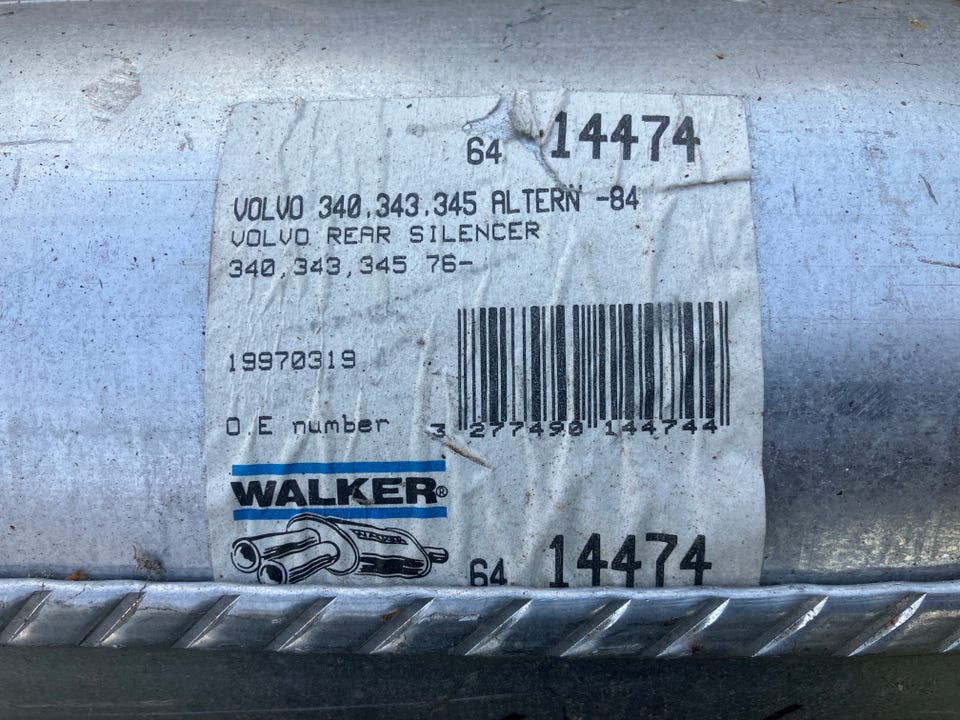 64 14474
VOLVO 340.343.345 ALTERN -84
VOLVO REAR SILENCER
340,343,345 76-
19970319
O.E number
3 277490 144744
WALKER®
WALKER
64 14474